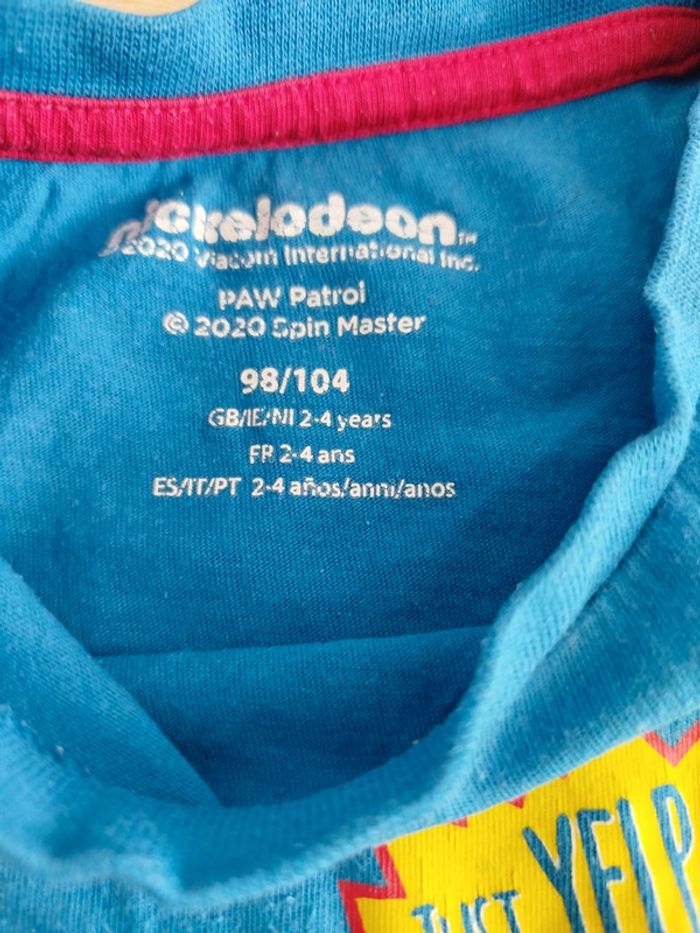 nickelodeon™
2020 Viacom International Inc.
PAW Patrol
© 2020 Spin Master
98/104
GB/IE/NI 2-4 years
FR 2-4 ans
ES/IT/PT 2-4 años/anni/anos
JUST YELP